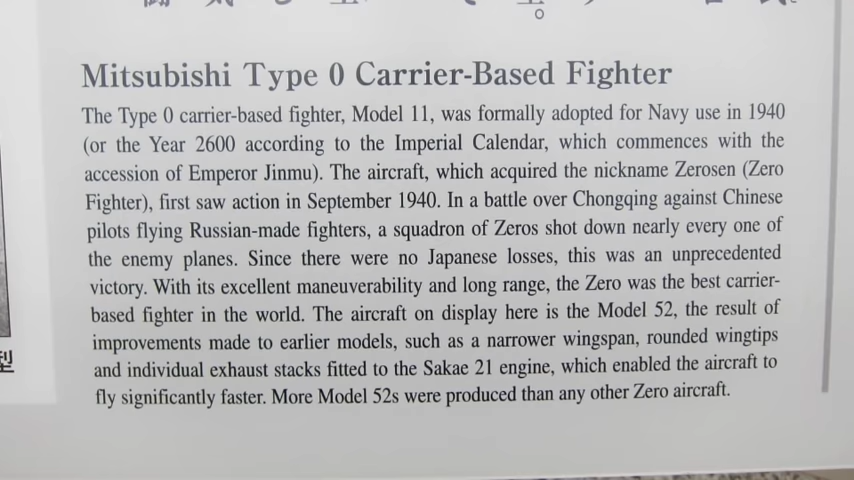 Mitsubishi Type 0 Carrier-Based Fighter
The Type 0 carrier-based fighter, Model 11, was formally adopted for Navy use in 1940
(or the Year 2600 according to the Imperial Calendar, which commences with the
accession of Emperor Jinmu). The aircraft, which acquired the nickname Zerosen (Zero
Fighter), first saw action in September 1940. In a battle over Chongqing against Chinese
pilots flying Russian-made fighters, a squadron of Zeros shot down nearly every one of
the enemy planes. Since there were no Japanese losses, this was an unprecedented
victory. With its excellent maneuverability and long range, the Zero was the best carrier-
based fighter in the world. The aircraft on display here is the Model 52, the result of
improvements made to earlier models, such as a narrower wingspan, rounded wingtips
and individual exhaust stacks fitted to the Sakae 21 engine, which enabled the aircraft to
fly significantly faster. More Model 52s were produced than any other Zero aircraft.
型